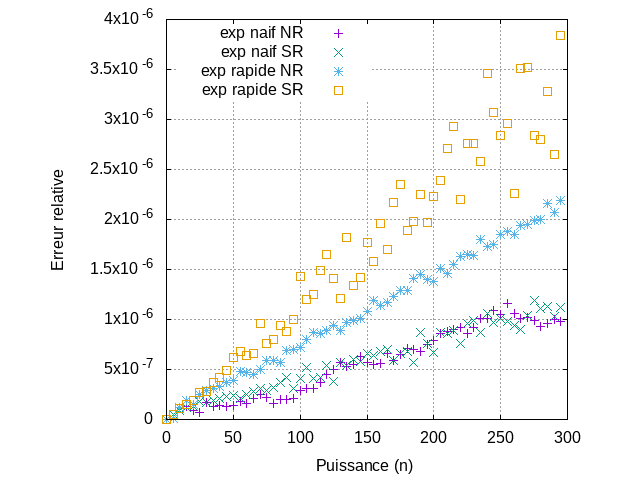 4x10-6
3.5x10-6
3x10-6
2.5x10-6
2x10-6
1.5x10-6
1x10-6
5x10-7
0
0 50 100 150 200 250 300
Erreur relative
Puissance (n)
exp naif NR
exp naif SR
exp rapide NR
exp rapide SR